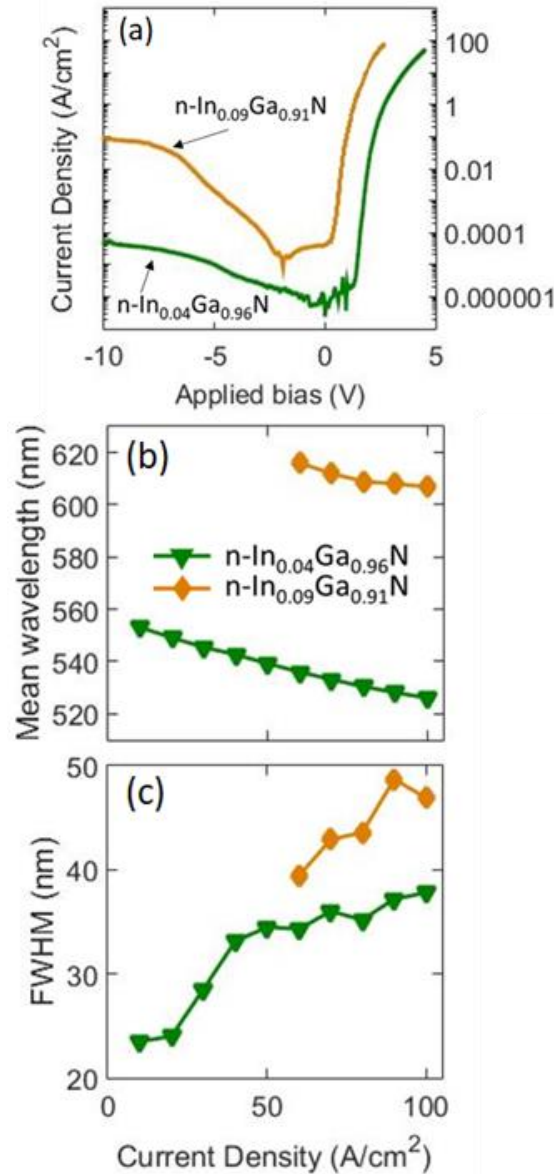 (a)
Current Density (A/cm²)
n-In₀.₀₉Ga₀.₉₁N
n-In₀.₀₄Ga₀.₉₆N
100
1
0.01
0.0001
0.000001
-10
-5
0
5
Applied bias (V)
(b)
Mean wavelength (nm)
620
600
580
560
540
520
n-In₀.₀₄Ga₀.₉₆N
n-In₀.₀₉Ga₀.₉₁N
(c)
FWHM (nm)
50
40
30
20
0
50
100
Current Density (A/cm²)